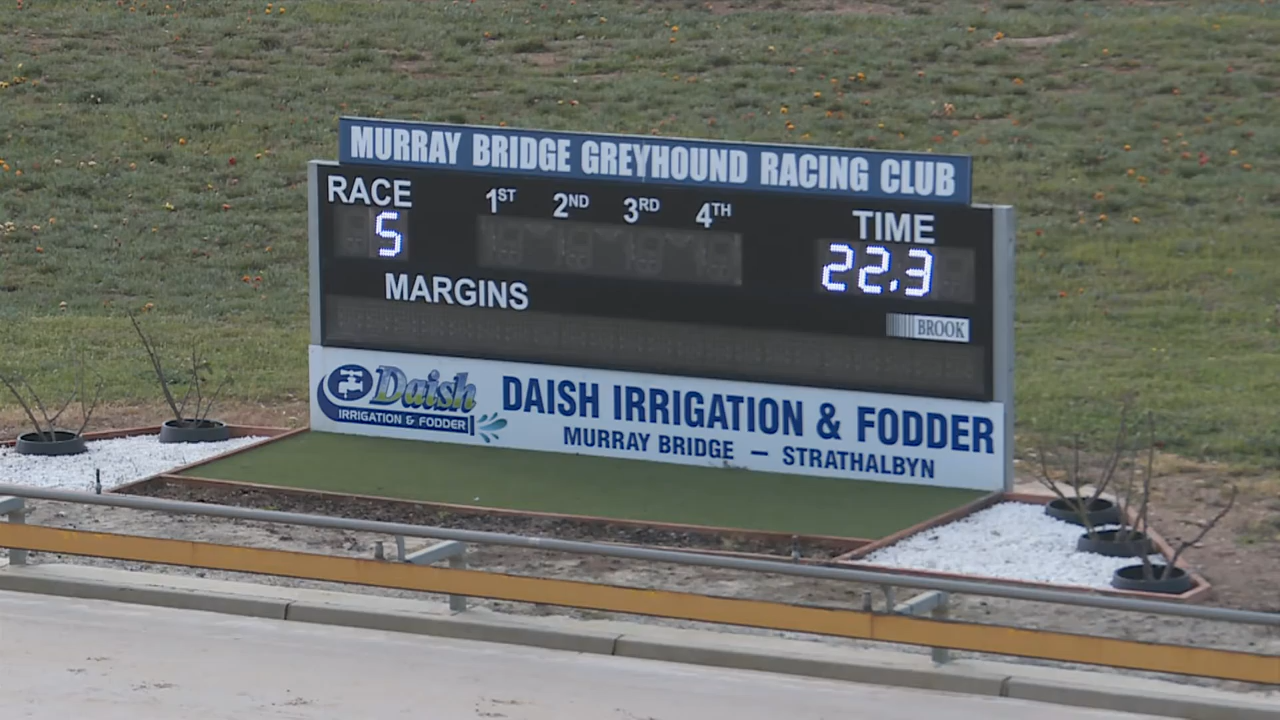 MURRAY BRIDGE GREYHOUND RACING CLUB
RACE 1ST 2ND 3RD 4TH TIME
5 22.3
MARGINS
BROOK
Daish
IRRIGATION & FODDER
DAISH IRRIGATION & FODDER
MURRAY BRIDGE – STRATHALBYN